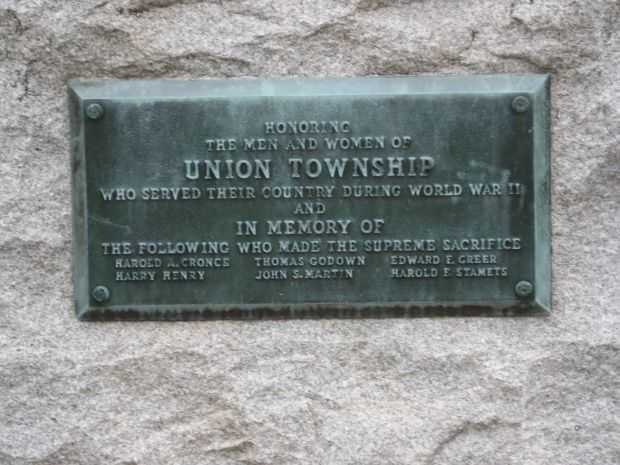 HONORING
THE MEN AND WOMEN OF
UNION TOWNSHIP
WHO SERVED THEIR COUNTRY DURING WORLD WAR II
AND
IN MEMORY OF
THE FOLLOWING WHO MADE THE SUPREME SACRIFICE
HAROLD A. CRONCE THOMAS GODOWN EDWARD E. GREER
HARRY HENRY JOHN S. MARTIN HAROLD F. STAMETS